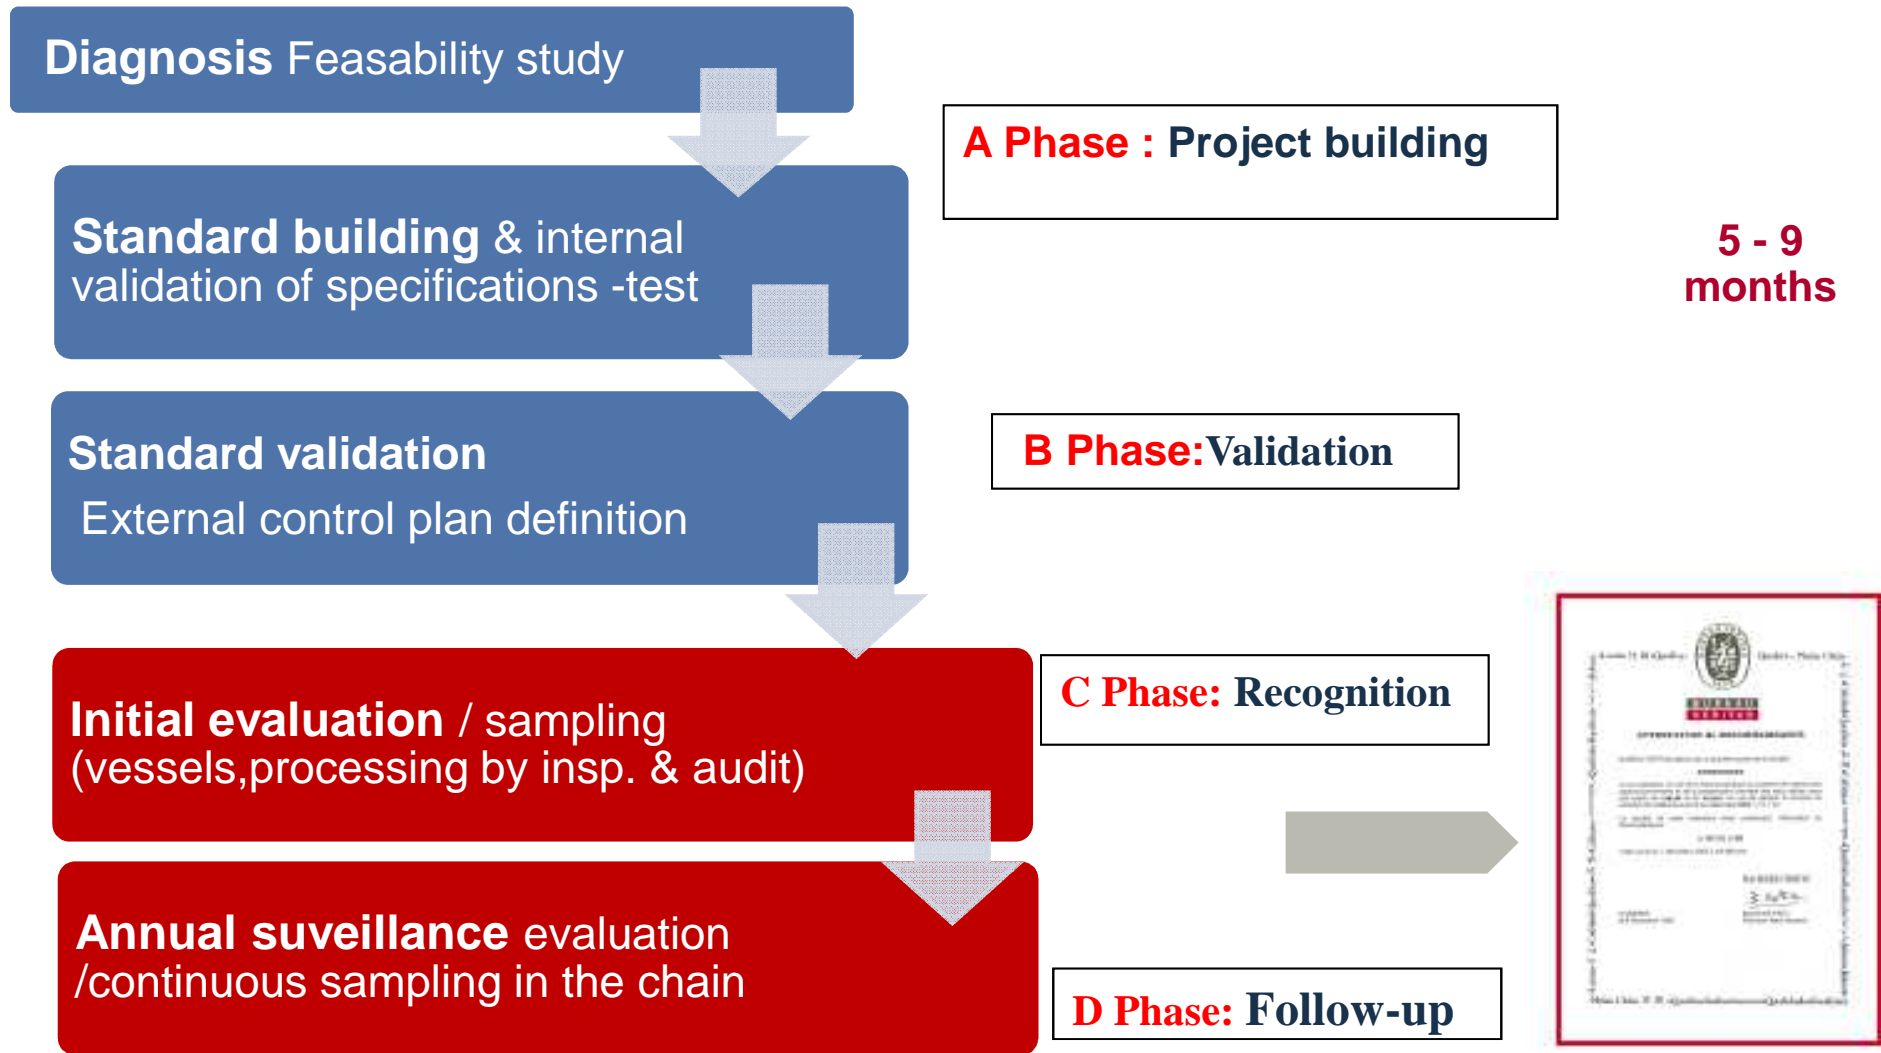 Diagnosis Feasability study
A Phase : Project building
Standard building & internal
validation of specifications -test
5 - 9
months
Standard validation
External control plan definition
B Phase:Validation
Initial evaluation / sampling
(vessels,processing by insp. & audit)
C Phase: Recognition
Annual suveillance evaluation
/continuous sampling in the chain
D Phase: Follow-up
BUREAU
VERITAS